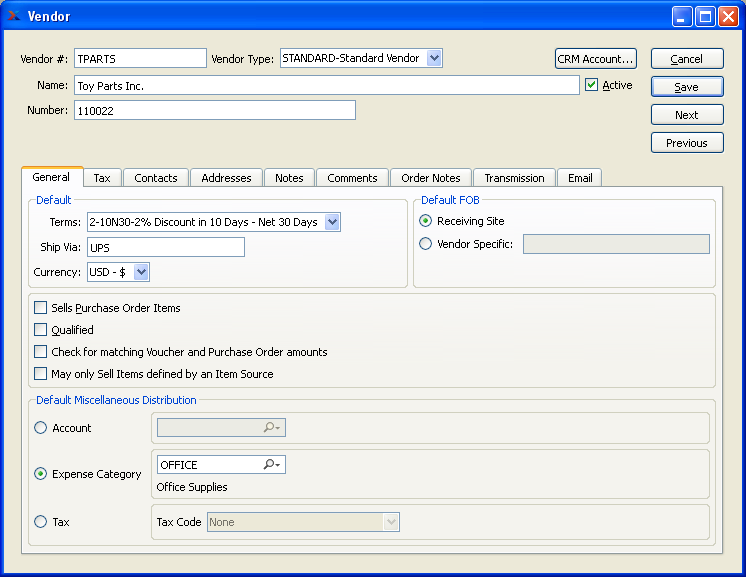 Vendor
Vendor #: TPARTS Vendor Type: STANDARD-Standard Vendor CRM Account... Cancel
Name: Toy Parts Inc. Active Save
Number: 110022 Next
Previous
General Tax Contacts Addresses Notes Comments Order Notes Transmission Email
Default Default FOB
Terms: 2-10N30-2% Discount in 10 Days - Net 30 Days Receiving Site
Ship Via: UPS Vendor Specific:
Currency: USD - $
Sells Purchase Order Items
Qualified
Check for matching Voucher and Purchase Order amounts
May only Sell Items defined by an Item Source
Default Miscellaneous Distribution
Account
Expense Category OFFICE
Office Supplies
Tax Tax Code None